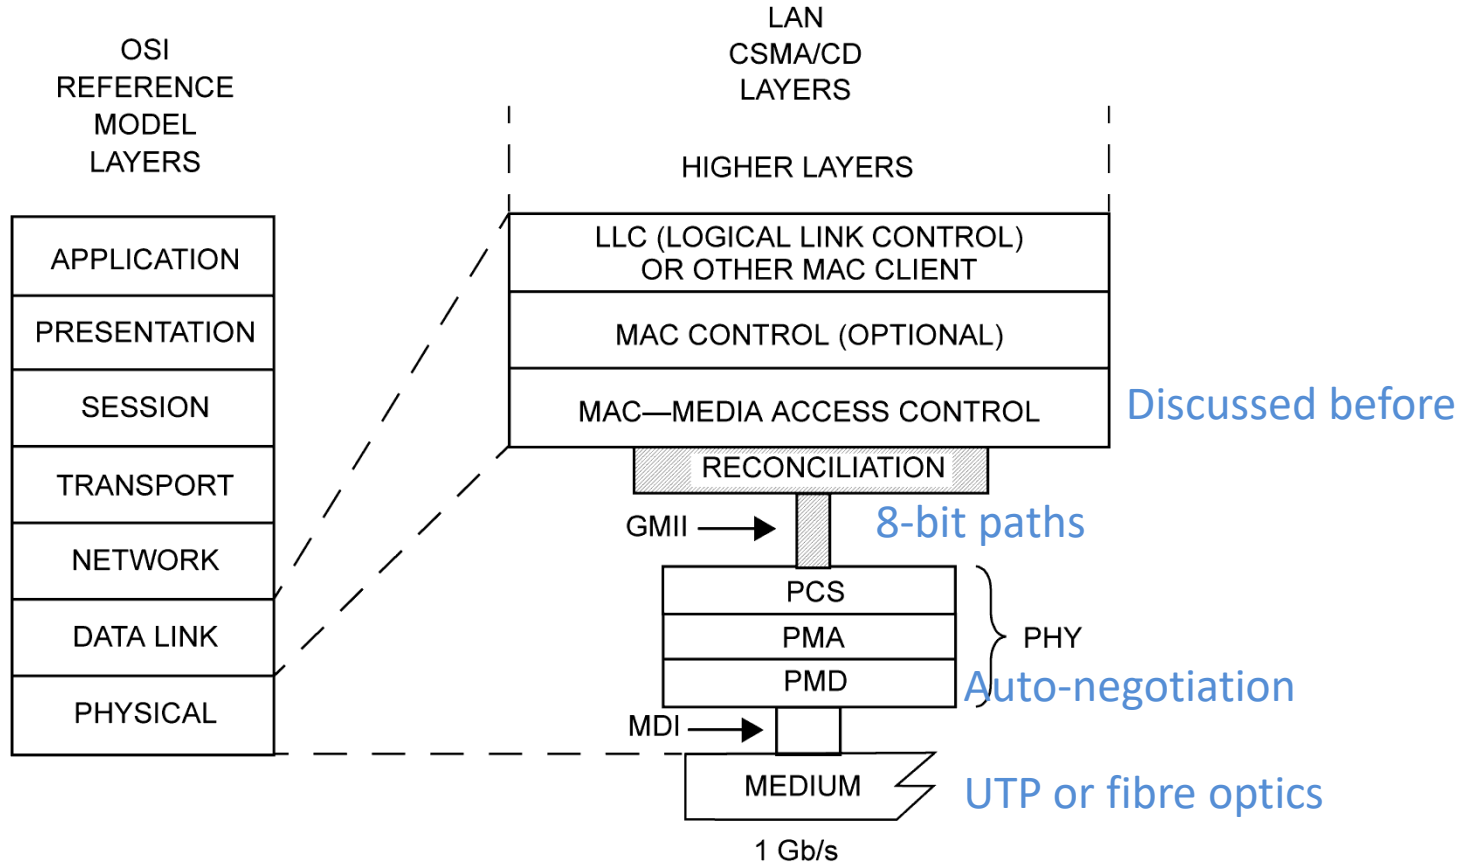 OSI
REFERENCE
MODEL
LAYERS
APPLICATION
PRESENTATION
SESSION
TRANSPORT
NETWORK
DATA LINK
PHYSICAL
LAN
CSMA/CD
LAYERS
HIGHER LAYERS
LLC (LOGICAL LINK CONTROL)
OR OTHER MAC CLIENT
MAC CONTROL (OPTIONAL)
MAC—MEDIA ACCESS CONTROL
Discussed before
RECONCILIATION
GMII
8-bit paths
PCS
PMA
PHY
PMD
Auto-negotiation
MDI
MEDIUM
UTP or fibre optics
1 Gb/s